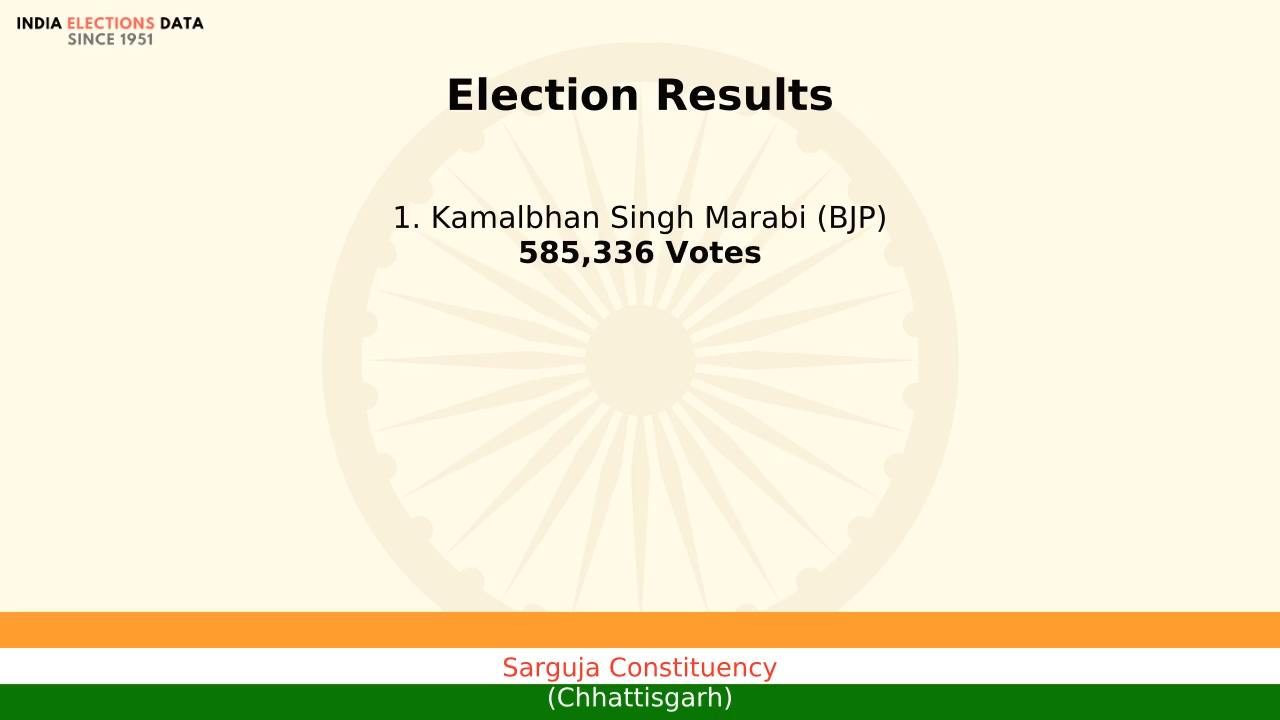 INDIA ELECTIONS DATA
SINCE 1951
Election Results
1. Kamalbhan Singh Marabi (BJP)
585,336 Votes
Sarguja Constituency
(Chhattisgarh)